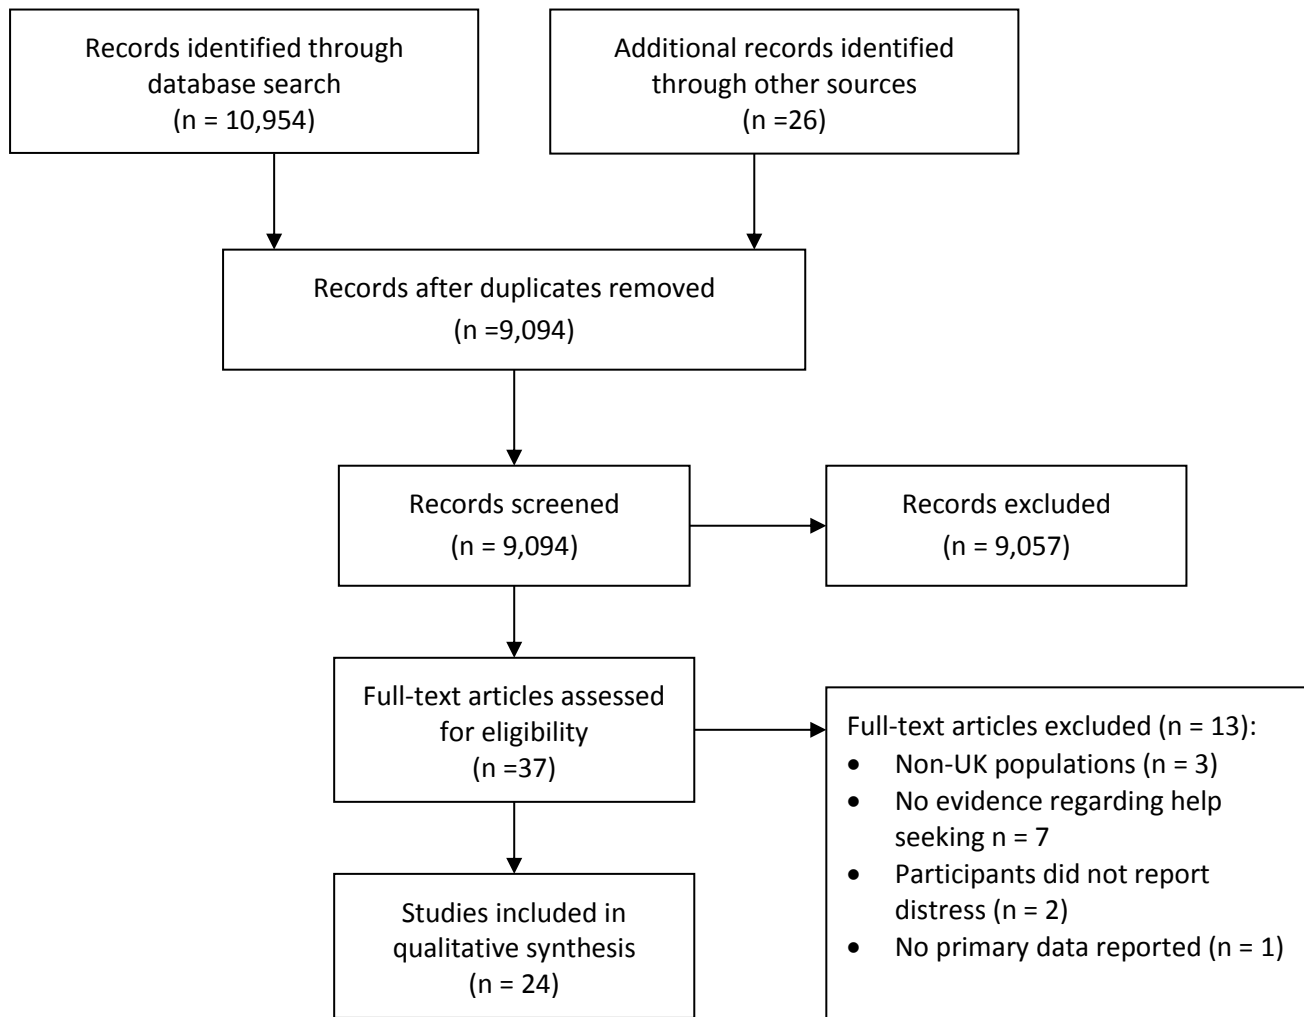 Records identified through
database search
(n = 10,954)
Additional records identified
through other sources
(n =26)
Records after duplicates removed
(n =9,094)
Records screened
(n = 9,094)
Records excluded
(n = 9,057)
Full-text articles assessed
for eligibility
(n =37)
Full-text articles excluded (n = 13):
• Non-UK populations (n = 3)
• No evidence regarding help
seeking n = 7
• Participants did not report
distress (n = 2)
• No primary data reported (n = 1)
Studies included in
qualitative synthesis
(n = 24)